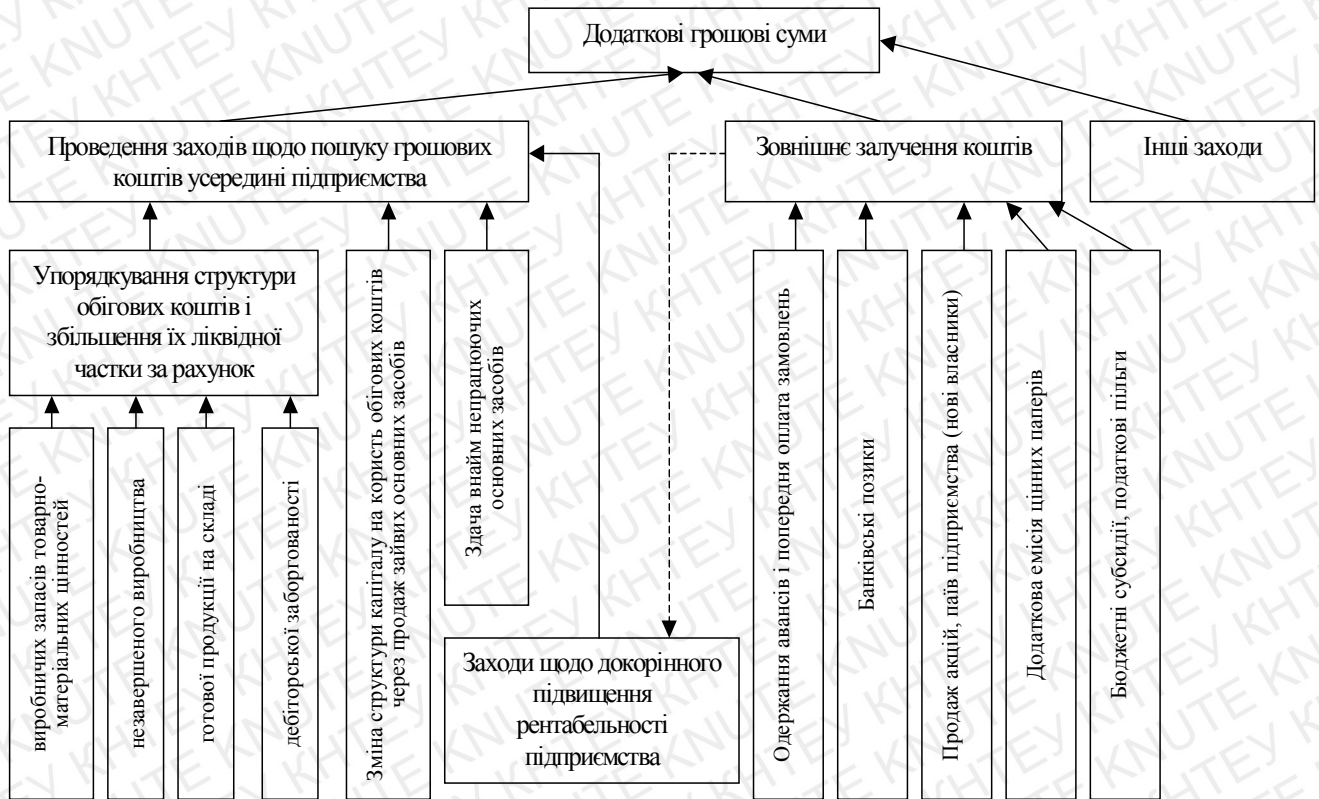 Додаткові грошові суми
Проведення заходів щодо пошуку грошових
коштів усередині підприємства
Зовнішнє залучення коштів
Інші заходи
Упорядкування структури
обігових коштів і
збільшення їх ліквідної
частки за рахунок
виробничих запасів товарно-
матеріальних цінностей
незавершеного виробництва
готової продукції на складі
дебіторської заборгованості
Зміна структури капіталу на користь обігових коштів
через продаж зайвих основних засобів
Здача внайм непрацюючих
основних засобів
Заходи щодо докорінного
підвищення
рентабельності
підприємства
Одержання авансів і попередня оплата замовлень
Банківські позики
Продаж акцій, паїв підприємства (нові власники)
Додаткова емісія цінних паперів
Бюджетні субсидії, податкові пільги
КНТЕУ KNUTE